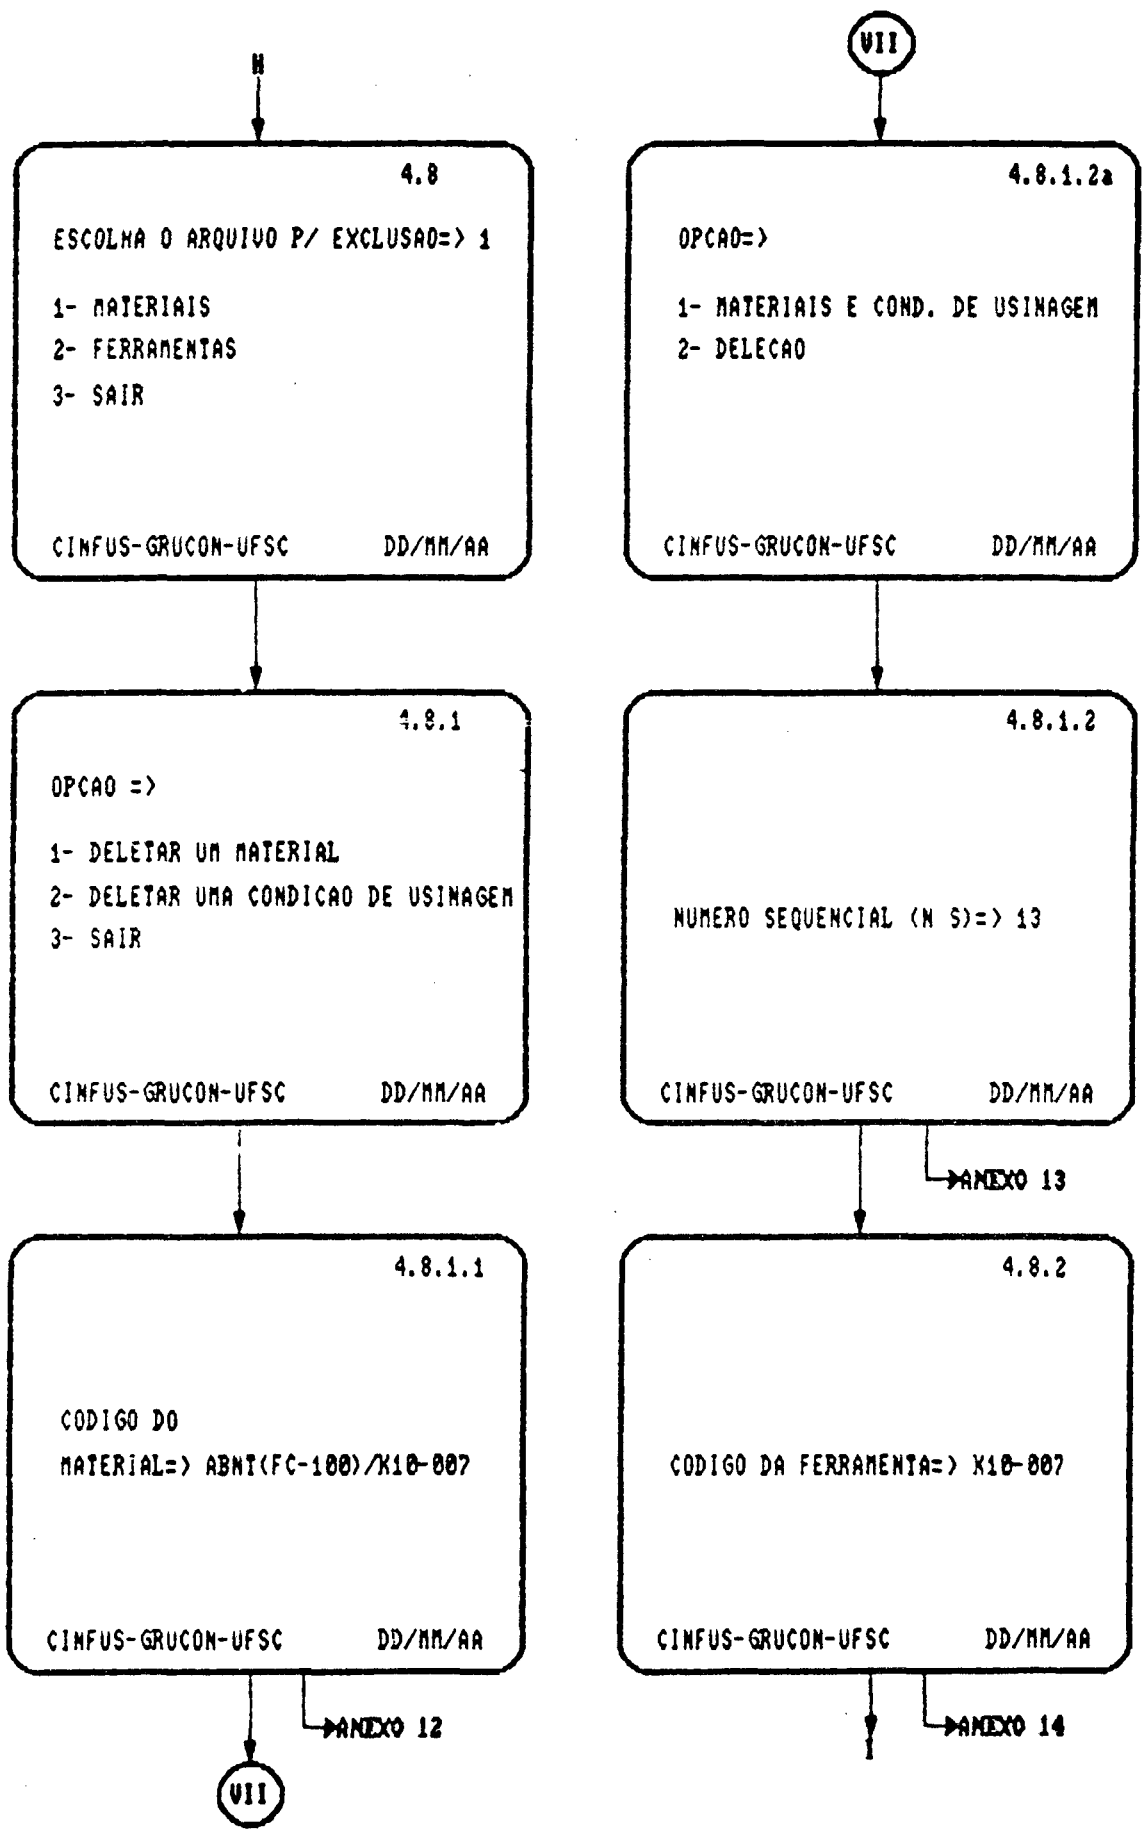 H
4.8
ESCOLHA O ARQUIVO P/ EXCLUSAO=> 1
1- MATERIAIS
2- FERRAMENTAS
3- SAIR
CINFUS-GRUCON-UFSC DD/MM/AA
4.8.1
OPCAO =>
1- DELETAR UM MATERIAL
2- DELETAR UMA CONDICAO DE USINAGEM
3- SAIR
CINFUS-GRUCON-UFSC DD/MM/AA
4.8.1.1
CODIGO DO
MATERIAL=> ABNT(FC-100)/K10-007
CINFUS-GRUCON-UFSC DD/MM/AA
ANEXO 12
VII
VII
4.8.1.2a
OPCAO=>
1- MATERIAIS E COND. DE USINAGEM
2- DELECAO
CINFUS-GRUCON-UFSC DD/MM/AA
4.8.1.2
NUMERO SEQUENCIAL (N S)=> 13
CINFUS-GRUCON-UFSC DD/MM/AA
ANEXO 13
4.8.2
CODIGO DA FERRAMENTA=> K10-007
CINFUS-GRUCON-UFSC DD/MM/AA
ANEXO 14
I